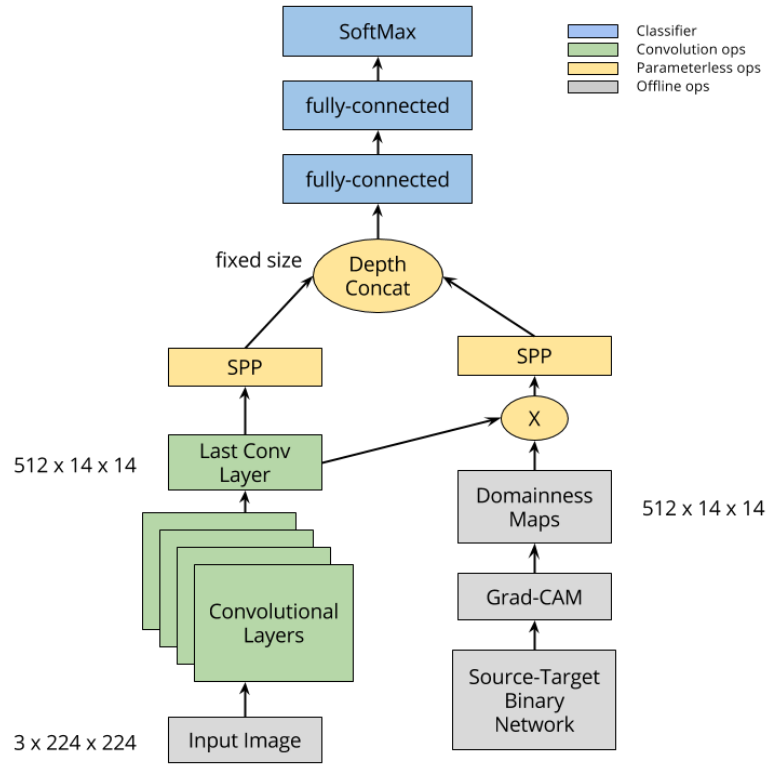 SoftMax
Classifier
Convolution ops
Parameterless ops
Offline ops
fully-connected
fully-connected
fixed size
Depth
Concat
SPP
SPP
X
Last Conv
Layer
512 x 14 x 14
Domainness
Maps
512 x 14 x 14
Convolutional
Layers
Grad-CAM
Source-Target
Binary
Network
Input Image
3 x 224 x 224